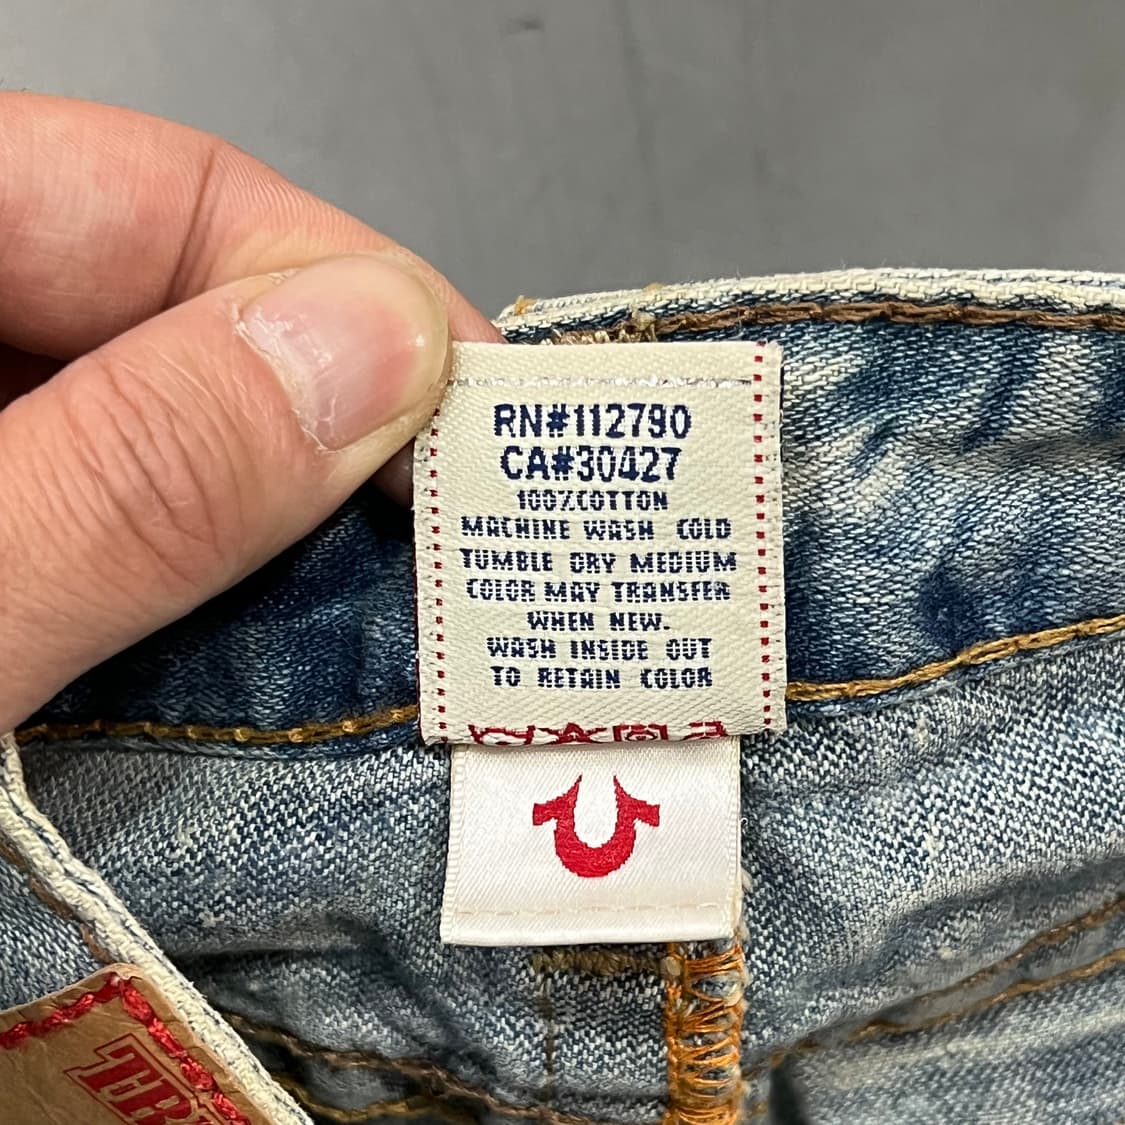 RN#112790
CA#30427
100%COTTON
MACHINE WASH COLD
TUMBLE DRY MEDIUM
COLOR MAY TRANSFER
WHEN NEW.
WASH INSIDE OUT
TO RETAIN COLOR